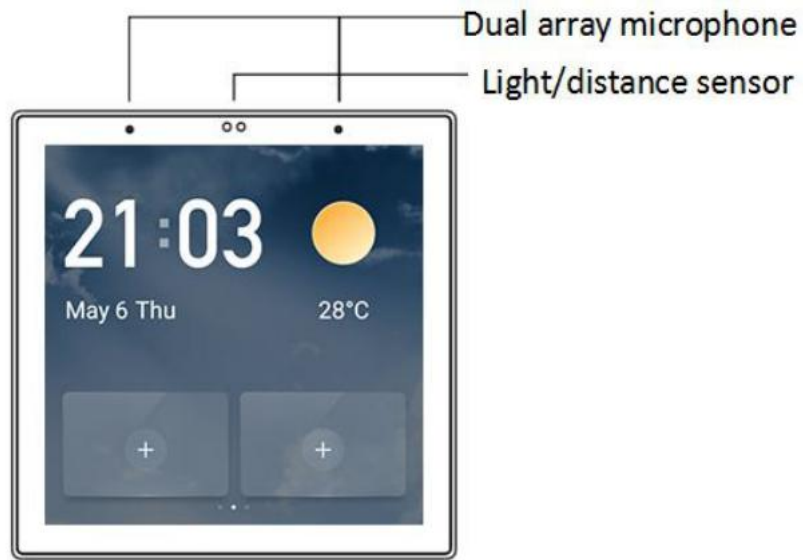 Dual array microphone
Light/distance sensor
21:03
May 6 Thu
28°C
+ +